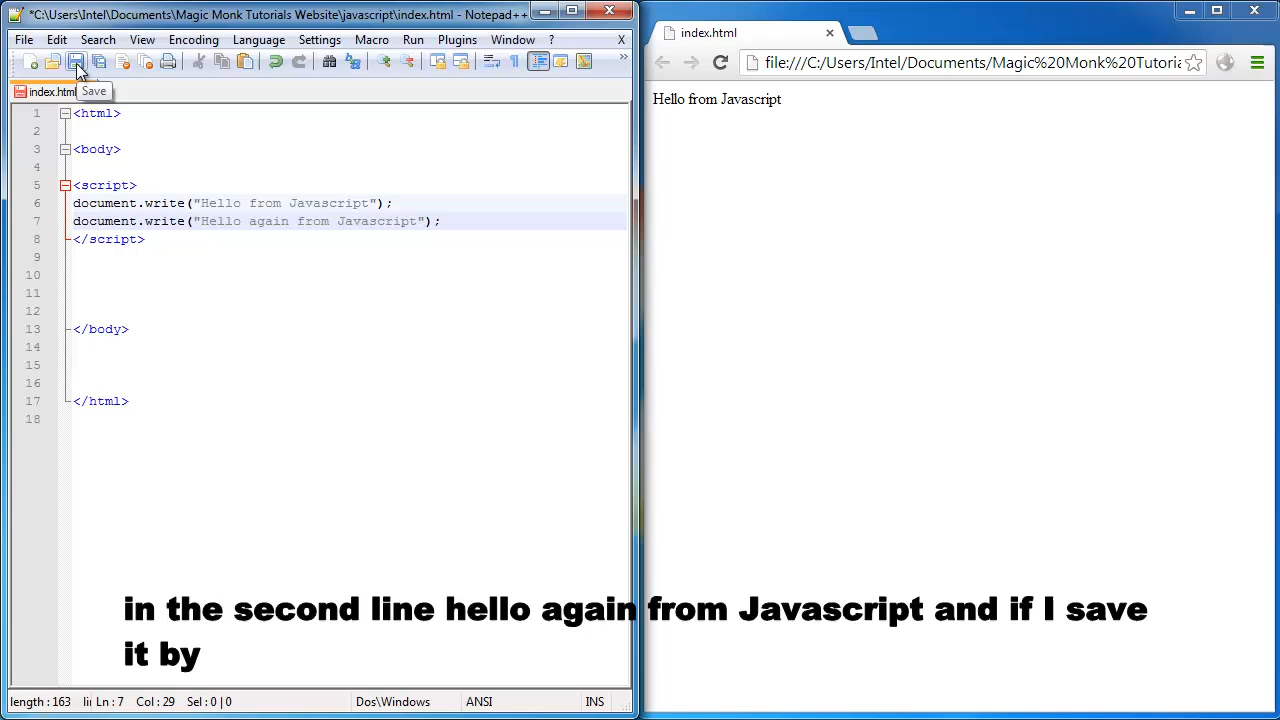 *C:\Users\Intel\Documents\Magic Monk Tutorials Website\javascript\index.html - Notepad++
File Edit Search View Encoding Language Settings Macro Run Plugins Window ? X
index.html
Save
1 <html>
2
3 <body>
4
5 <script>
6 document.write("Hello from Javascript");
7 document.write("Hello again from Javascript");
8 </script>
9
10
11
12
13 </body>
14
15
16
17 </html>
18
length : 163 Ln : 7 Col : 29 Sel : 0 | 0 Dos\Windows ANSI INS
index.html
file:///C:/Users/Intel/Documents/Magic%20Monk%20Tutoria
Hello from Javascript
in the second line hello again from Javascript and if I save
it by